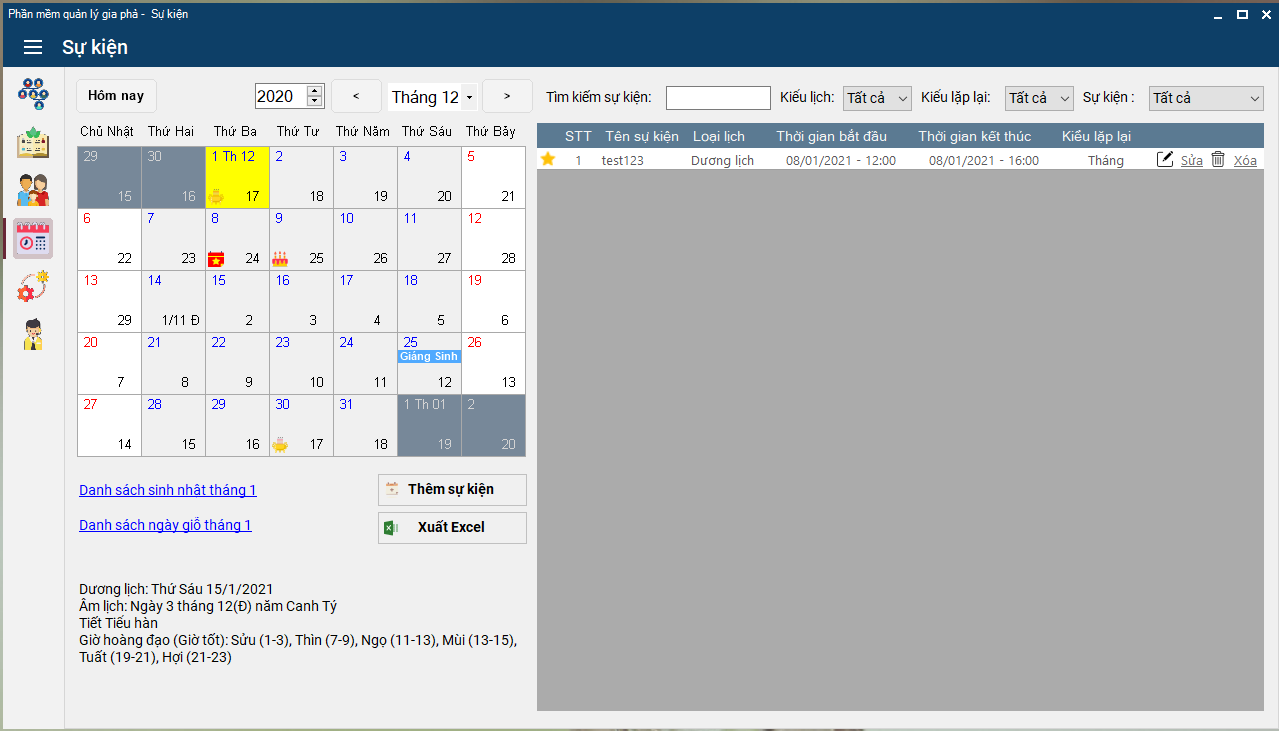 Phần mềm quản lý gia phả - Sự kiện
Sự kiện
Hôm nay
2020
<
Tháng 12
>
Tìm kiếm sự kiện:
Kiểu lịch:
Tất cả
Kiểu lặp lại:
Tất cả
Sự kiện :
Tất cả
Chủ Nhật Thứ Hai Thứ Ba Thứ Tư Thứ Năm Thứ Sáu Thứ Bảy
29 30 1 Th 12 2 3 4 5
15 16 17 18 19 20 21
6 7 8 9 10 11 12
22 23 24 25 26 27 28
13 14 15 16 17 18 19
29 1/11 Đ 2 3 4 5 6
20 21 22 23 24 25 26
Giáng Sinh
7 8 9 10 11 12 13
27 28 29 30 31 1 Th 01 2
14 15 16 17 18 19 20
STT Tên sự kiện Loại lịch Thời gian bắt đầu Thời gian kết thúc Kiểu lặp lại
1 test123 Dương lịch 08/01/2021 - 12:00 08/01/2021 - 16:00 Tháng Sửa Xóa
Danh sách sinh nhật tháng 1
Thêm sự kiện
Danh sách ngày giỗ tháng 1
Xuất Excel
Dương lịch: Thứ Sáu 15/1/2021
Âm lịch: Ngày 3 tháng 12(Đ) năm Canh Tý
Tiết Tiểu hàn
Giờ hoàng đạo (Giờ tốt): Sửu (1-3), Thìn (7-9), Ngọ (11-13), Mùi (13-15),
Tuất (19-21), Hợi (21-23)